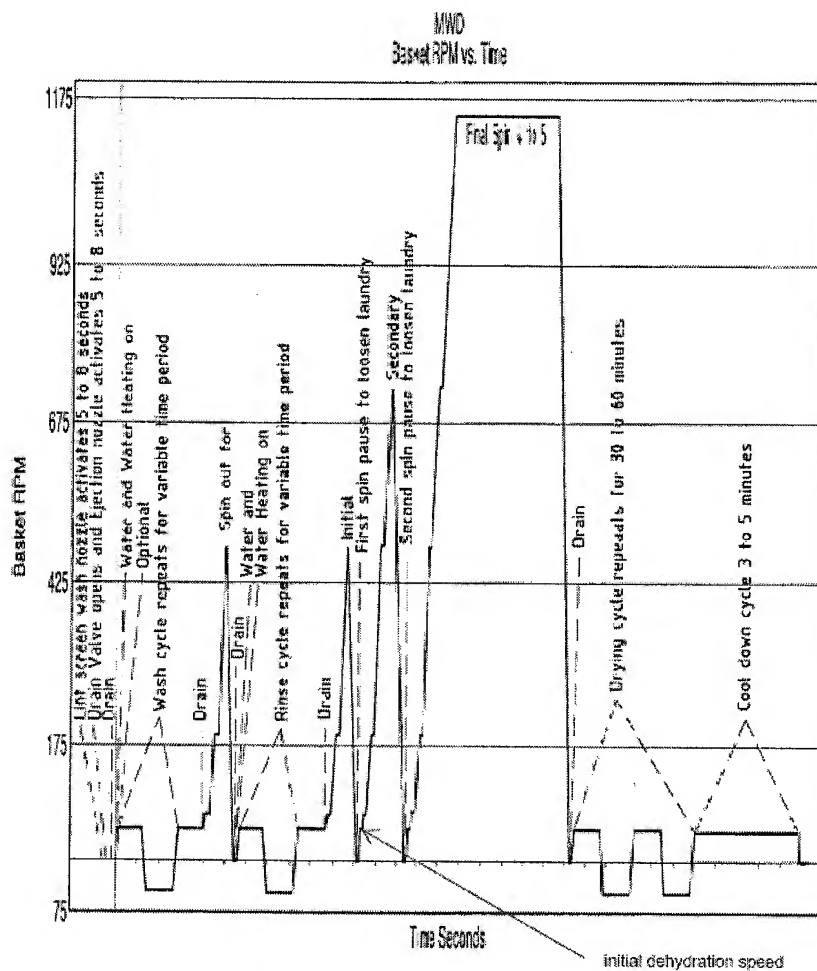 MWD
Basket RPM vs. Time
1175
925
675
425
175
75
Basket RPM
Time Seconds
Lint screen wash nozzle activates 5 to 8 seconds
Drain Valve opens and Ejection nozzle activates 5 to 8 seconds
Drain
Water and Water Heating on
Optional
Wash cycle repeats for variable time period
Drain
Spin out for
Drain
Water and
Water Heating on
Rinse cycle repeats for variable time period
Drain
Initial
First spin pause to loosen laundry
Secondary
Second spin pause to loosen laundry
Final Spin to 5
Drain
Drying cycle repeats for 30 to 60 minutes
Cool down cycle 3 to 5 minutes
initial dehydration speed